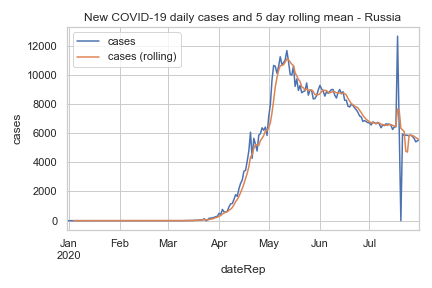 New COVID-19 daily cases and 5 day rolling mean - Russia
cases
cases (rolling)
12000
10000
8000
6000
4000
2000
0
cases
Jan Feb Mar Apr May Jun Jul
2020
dateRep